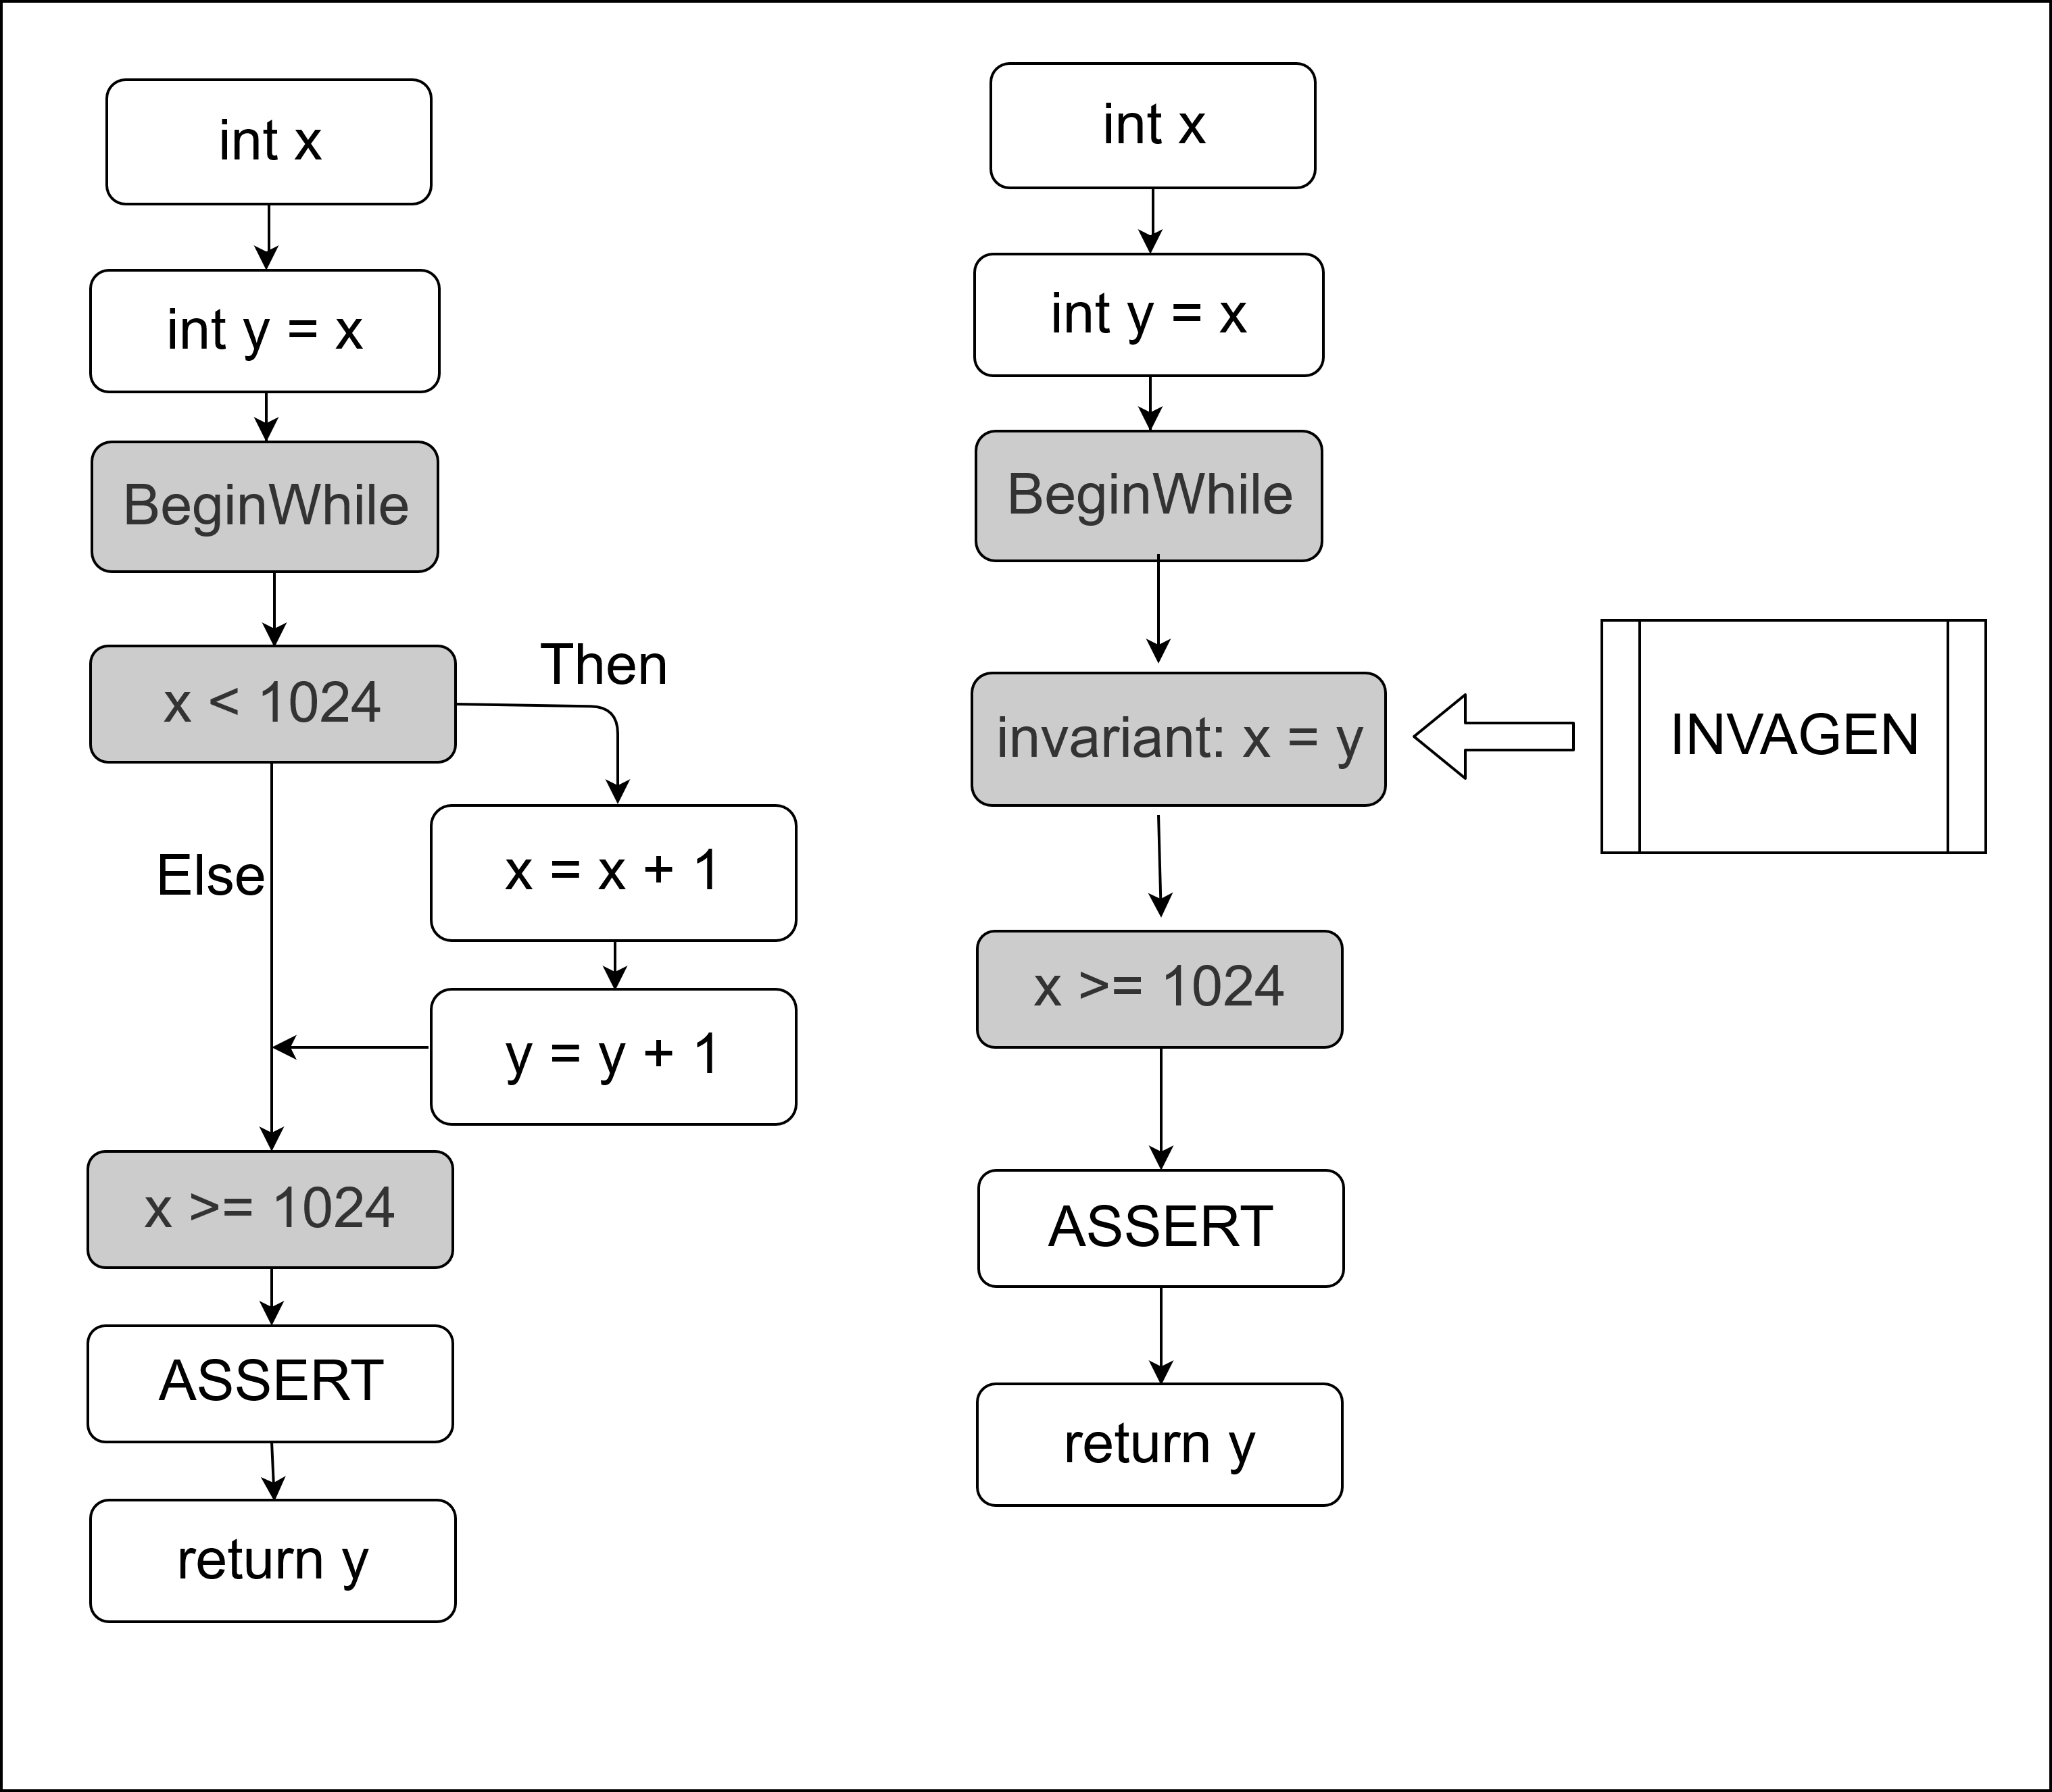 int x
int y = x
BeginWhile
x < 1024
Then
Else
x = x + 1
y = y + 1
x >= 1024
ASSERT
return y
int x
int y = x
BeginWhile
invariant: x = y
INVAGEN
x >= 1024
ASSERT
return y